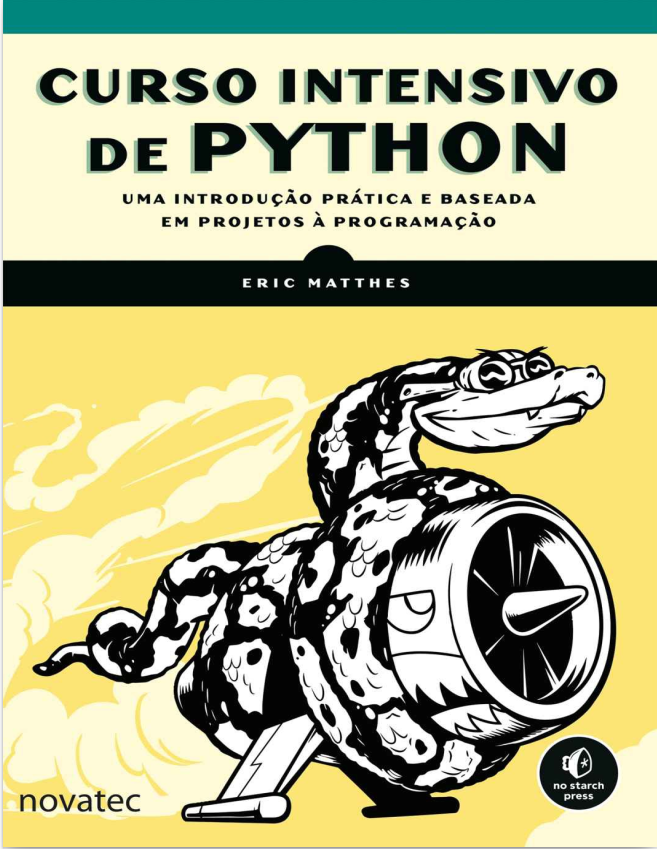 CURSO INTENSIVO
DE PYTHON
UMA INTRODUÇÃO PRÁTICA E BASEADA
EM PROJETOS À PROGRAMAÇÃO
ERIC MATTHES
novatec
no starch
press